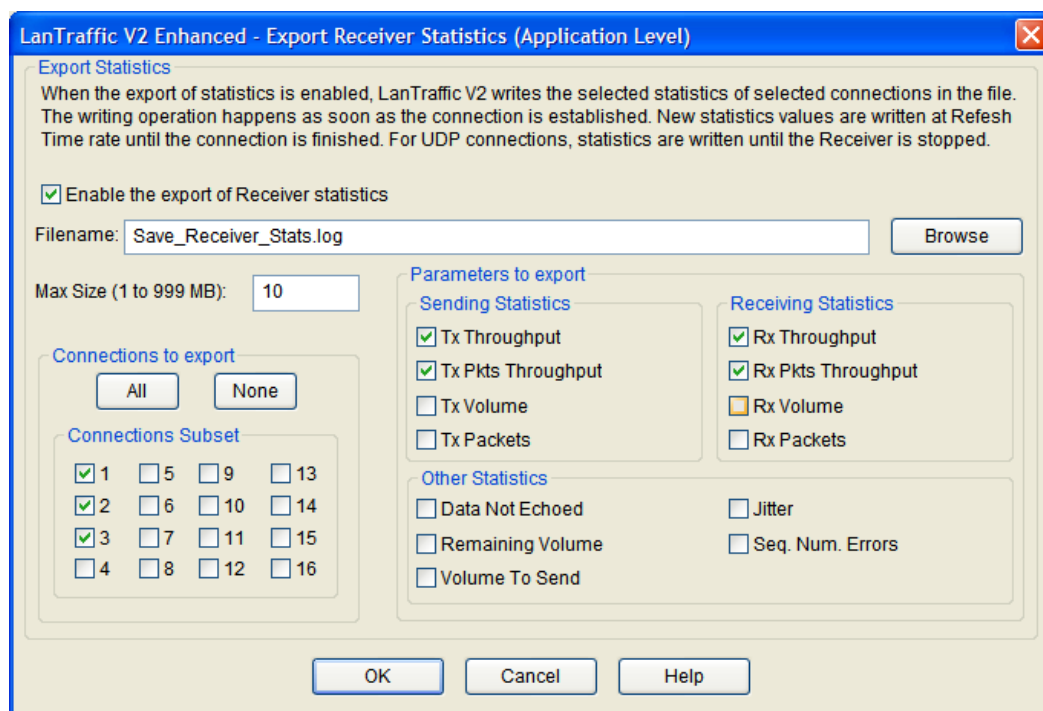 LanTraffic V2 Enhanced - Export Receiver Statistics (Application Level)
Export Statistics
When the export of statistics is enabled, LanTraffic V2 writes the selected statistics of selected connections in the file.
The writing operation happens as soon as the connection is established. New statistics values are written at Refesh
Time rate until the connection is finished. For UDP connections, statistics are written until the Receiver is stopped.
Enable the export of Receiver statistics
Filename: Save_Receiver_Stats.log Browse
Max Size (1 to 999 MB): 10
Connections to export
All None
Connections Subset
1 5 9 13
2 6 10 14
3 7 11 15
4 8 12 16
Parameters to export
Sending Statistics
Tx Throughput
Tx Pkts Throughput
Tx Volume
Tx Packets
Receiving Statistics
Rx Throughput
Rx Pkts Throughput
Rx Volume
Rx Packets
Other Statistics
Data Not Echoed Jitter
Remaining Volume Seq. Num. Errors
Volume To Send
OK Cancel Help